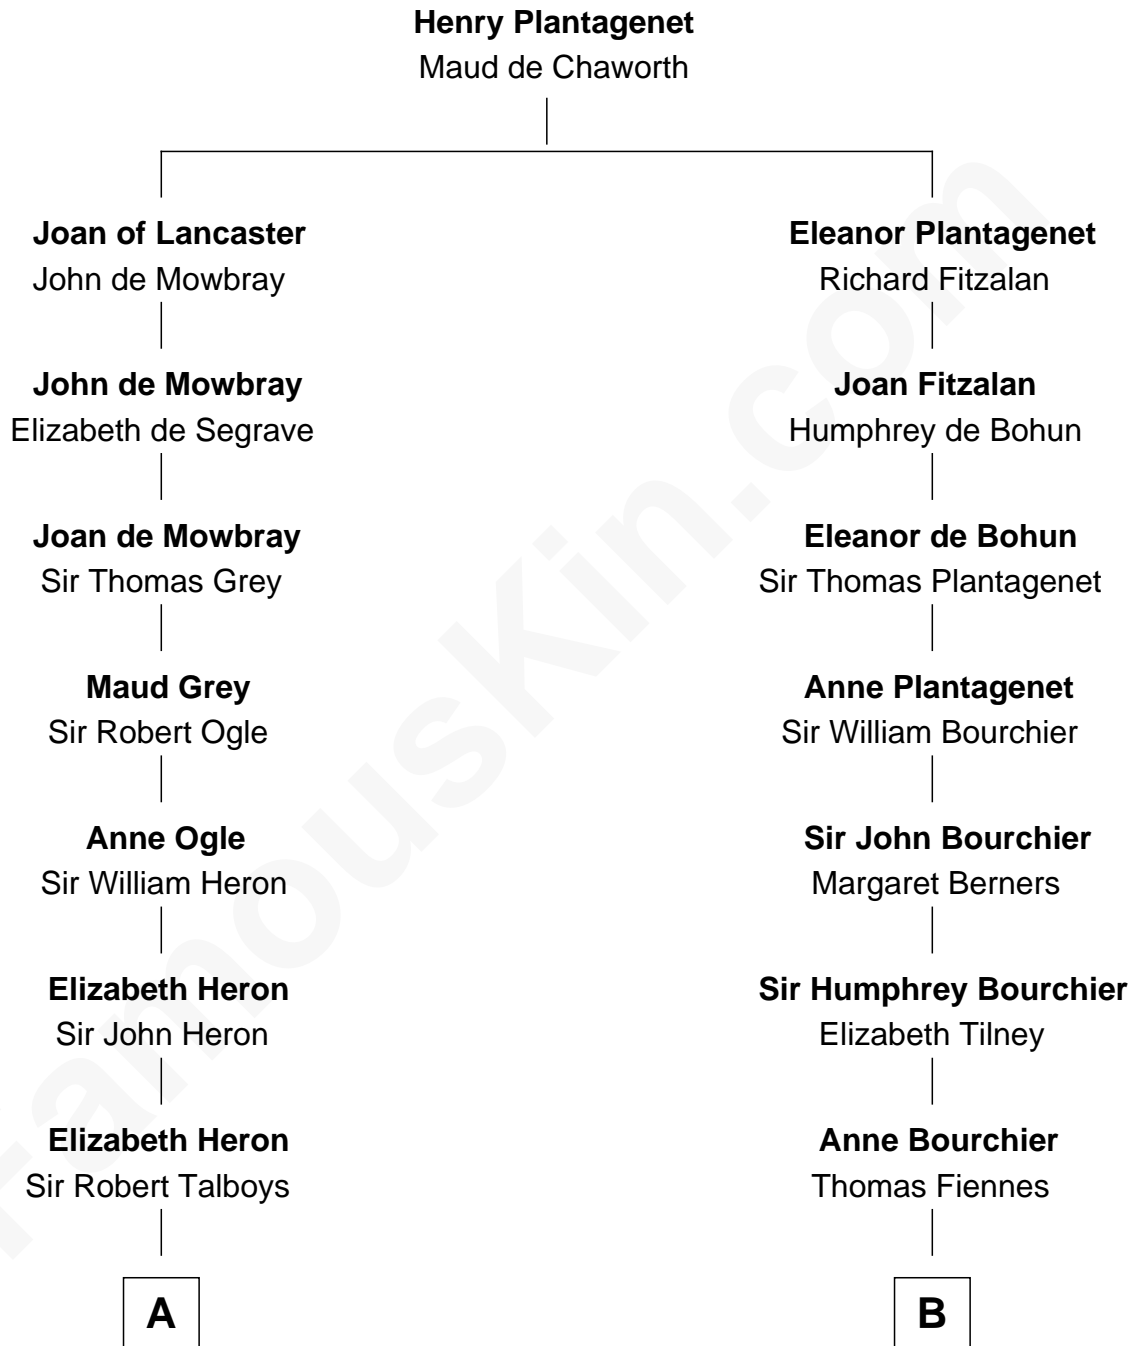 Henry Plantagenet
Maud de Chaworth
Joan of Lancaster
John de Mowbray
Eleanor Plantagenet
Richard Fitzalan
John de Mowbray
Elizabeth de Segrave
Joan Fitzalan
Humphrey de Bohun
Joan de Mowbray
Sir Thomas Grey
Eleanor de Bohun
Sir Thomas Plantagenet
Maud Grey
Sir Robert Ogle
Anne Plantagenet
Sir William Bourchier
Anne Ogle
Sir William Heron
Sir John Bourchier
Margaret Berners
Elizabeth Heron
Sir John Heron
Sir Humphrey Bourchier
Elizabeth Tilney
Elizabeth Heron
Sir Robert Talboys
Anne Bourchier
Thomas Fiennes
A
B
FamousKin.com